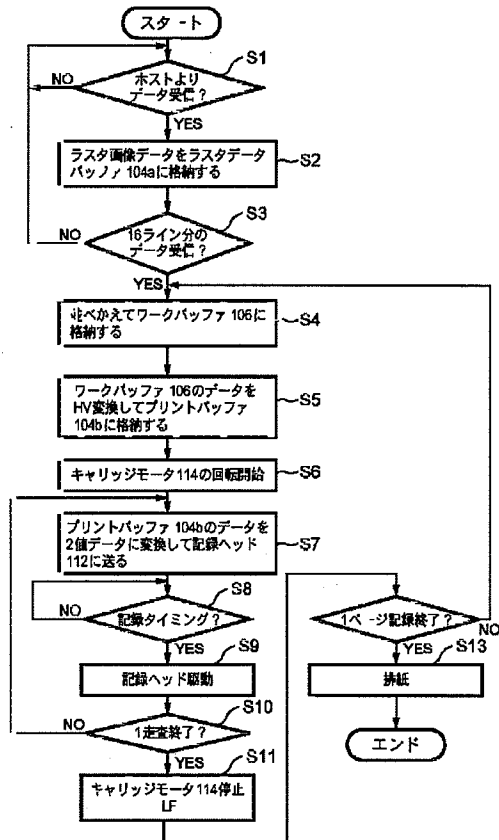 スタート
S1
ホストより
データ受信？
NO
YES
ラスタ画像データをラスタデータ
バッファ 104aに格納する
S2
S3
16ライン分の
データ受信？
NO
YES
並べかえてワークバッファ 106に
格納する
S4
ワークバッファ 106のデータを
HV変換してプリントバッファ
104bに格納する
S5
キャリッジモータ114の回転開始
S6
プリントバッファ 104bのデータを
2値データに変換して記録ヘッド
112に送る
S7
S8
記録タイミング？
NO
YES
S9
記録ヘッド駆動
S10
1走査終了？
NO
YES
S11
キャリッジモータ114停止
LF
1ページ記録終了？
NO
YES
S13
排紙
エンド